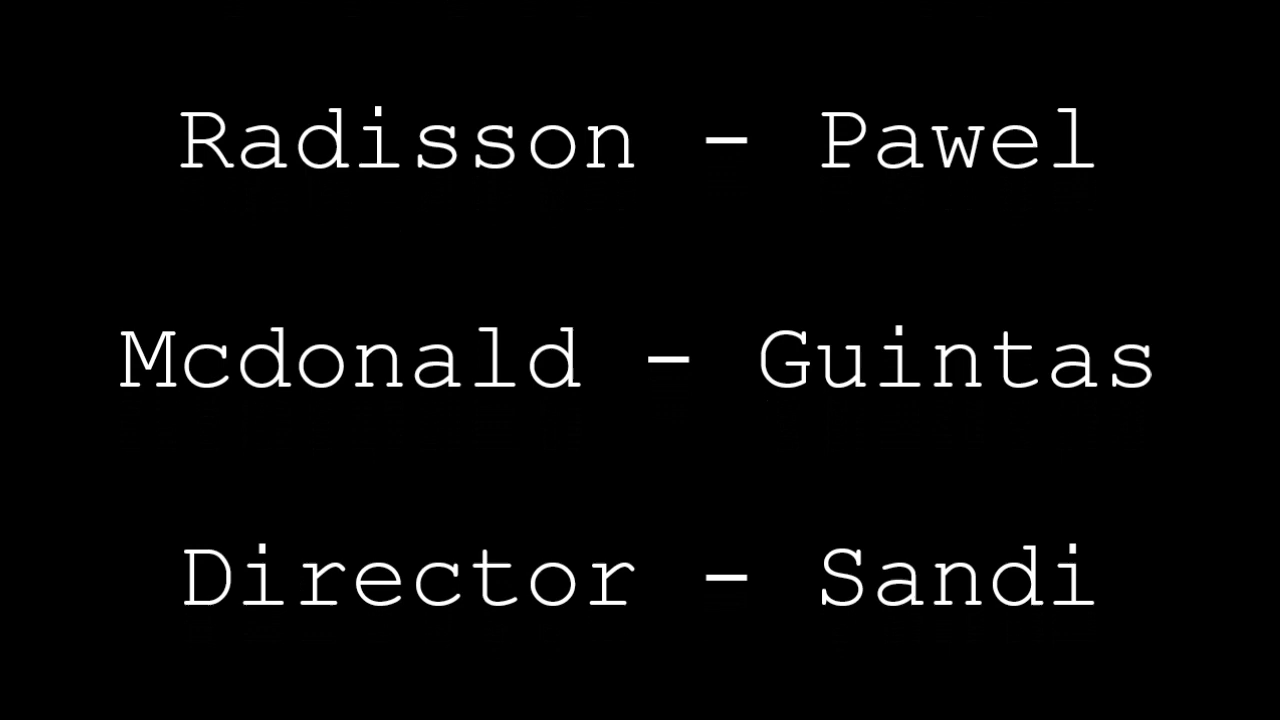 Radisson - Pawel
Mcdonald - Guintas
Director - Sandi